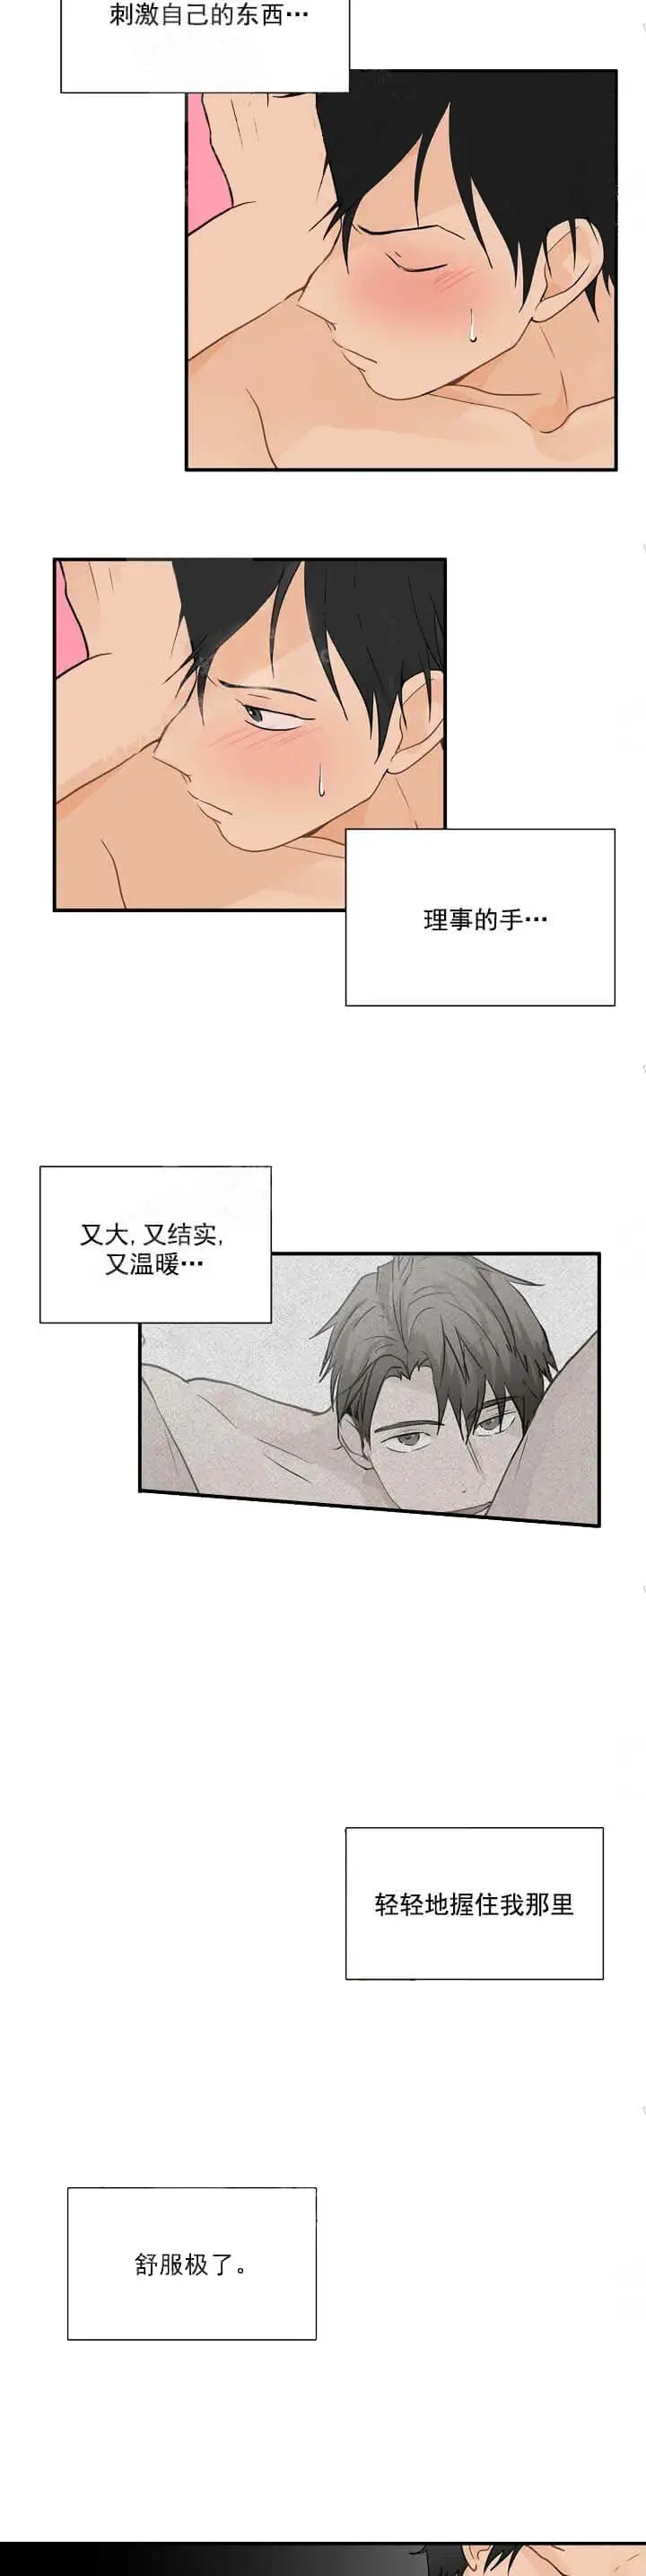 刺激自己的东西…
理事的手…
又大,又结实,
又温暖…
轻轻地握住我那里
舒服极了。